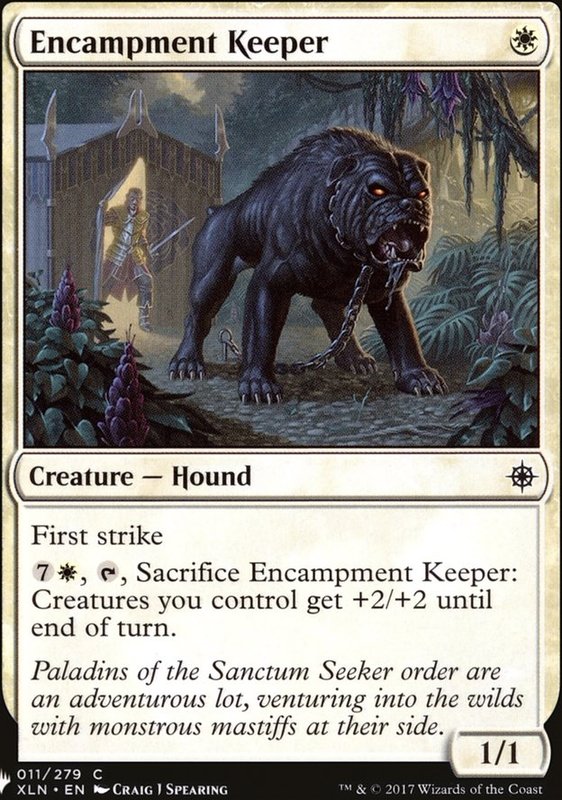 Encampment Keeper
Creature — Hound
First strike
7, , Sacrifice Encampment Keeper:
Creatures you control get +2/+2 until
end of turn.
Paladins of the Sanctum Seeker order are
an adventurous lot, venturing into the wilds
with monstrous mastiffs at their side.
1/1
011/279 C
XLN • EN Craig J Spearing
™ & © 2017 Wizards of the Coast